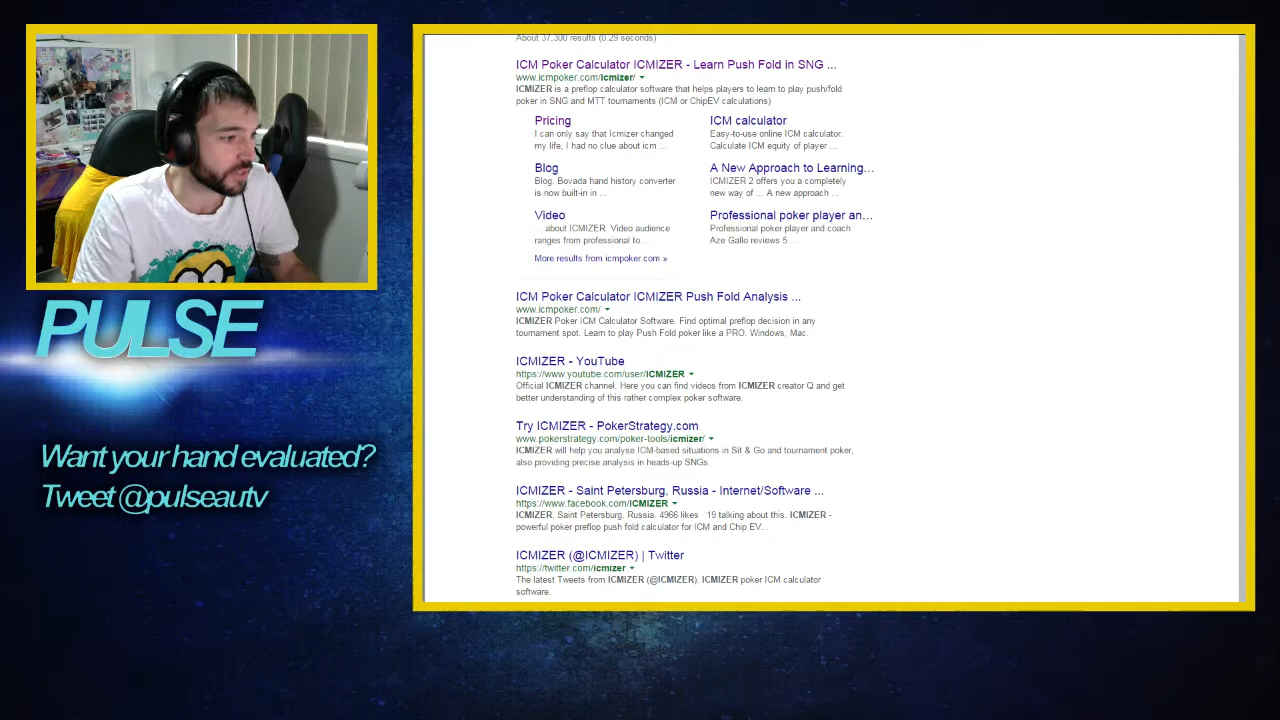 PULSE
Want your hand evaluated?
Tweet @pulseautv
About 37,300 results (0.29 seconds)
ICM Poker Calculator ICMIZER - Learn Push Fold in SNG ...
www.icmpoker.com/icmizer/
ICMIZER is a preflop calculator software that helps players to learn to play push/fold
poker in SNG and MTT tournaments (ICM or ChipEV calculations)
Pricing
I can only say that Icmizer changed
my life, I had no clue about icm ...
ICM calculator
Easy-to-use online ICM calculator.
Calculate ICM equity of player ...
Blog
Blog. Bovada hand history converter
is now built-in in ...
A New Approach to Learning...
ICMIZER 2 offers you a completely
new way of ... A new approach ...
Video
... about ICMIZER. Video audience
ranges from professional to ...
Professional poker player an...
Professional poker player and coach
Aze Gallo reviews 5 ...
More results from icmpoker.com »
ICM Poker Calculator ICMIZER Push Fold Analysis ...
www.icmpoker.com/
ICMIZER Poker ICM Calculator Software. Find optimal preflop decision in any
tournament spot. Learn to play Push Fold poker like a PRO. Windows, Mac.
ICMIZER - YouTube
https://www.youtube.com/user/ICMIZER
Official ICMIZER channel. Here you can find videos from ICMIZER creator Q and get
better understanding of this rather complex poker software.
Try ICMIZER - PokerStrategy.com
www.pokerstrategy.com/poker-tools/icmizer/
ICMIZER will help you analyse ICM-based situations in Sit & Go and tournament poker,
also providing precise analysis in heads-up SNGs.
ICMIZER - Saint Petersburg, Russia - Internet/Software ...
https://www.facebook.com/ICMIZER
ICMIZER, Saint Petersburg, Russia. 4966 likes · 19 talking about this. ICMIZER -
powerful poker preflop push fold calculator for ICM and Chip EV...
ICMIZER (@ICMIZER) | Twitter
https://twitter.com/icmizer
The latest Tweets from ICMIZER (@ICMIZER). ICMIZER poker ICM calculator
software.